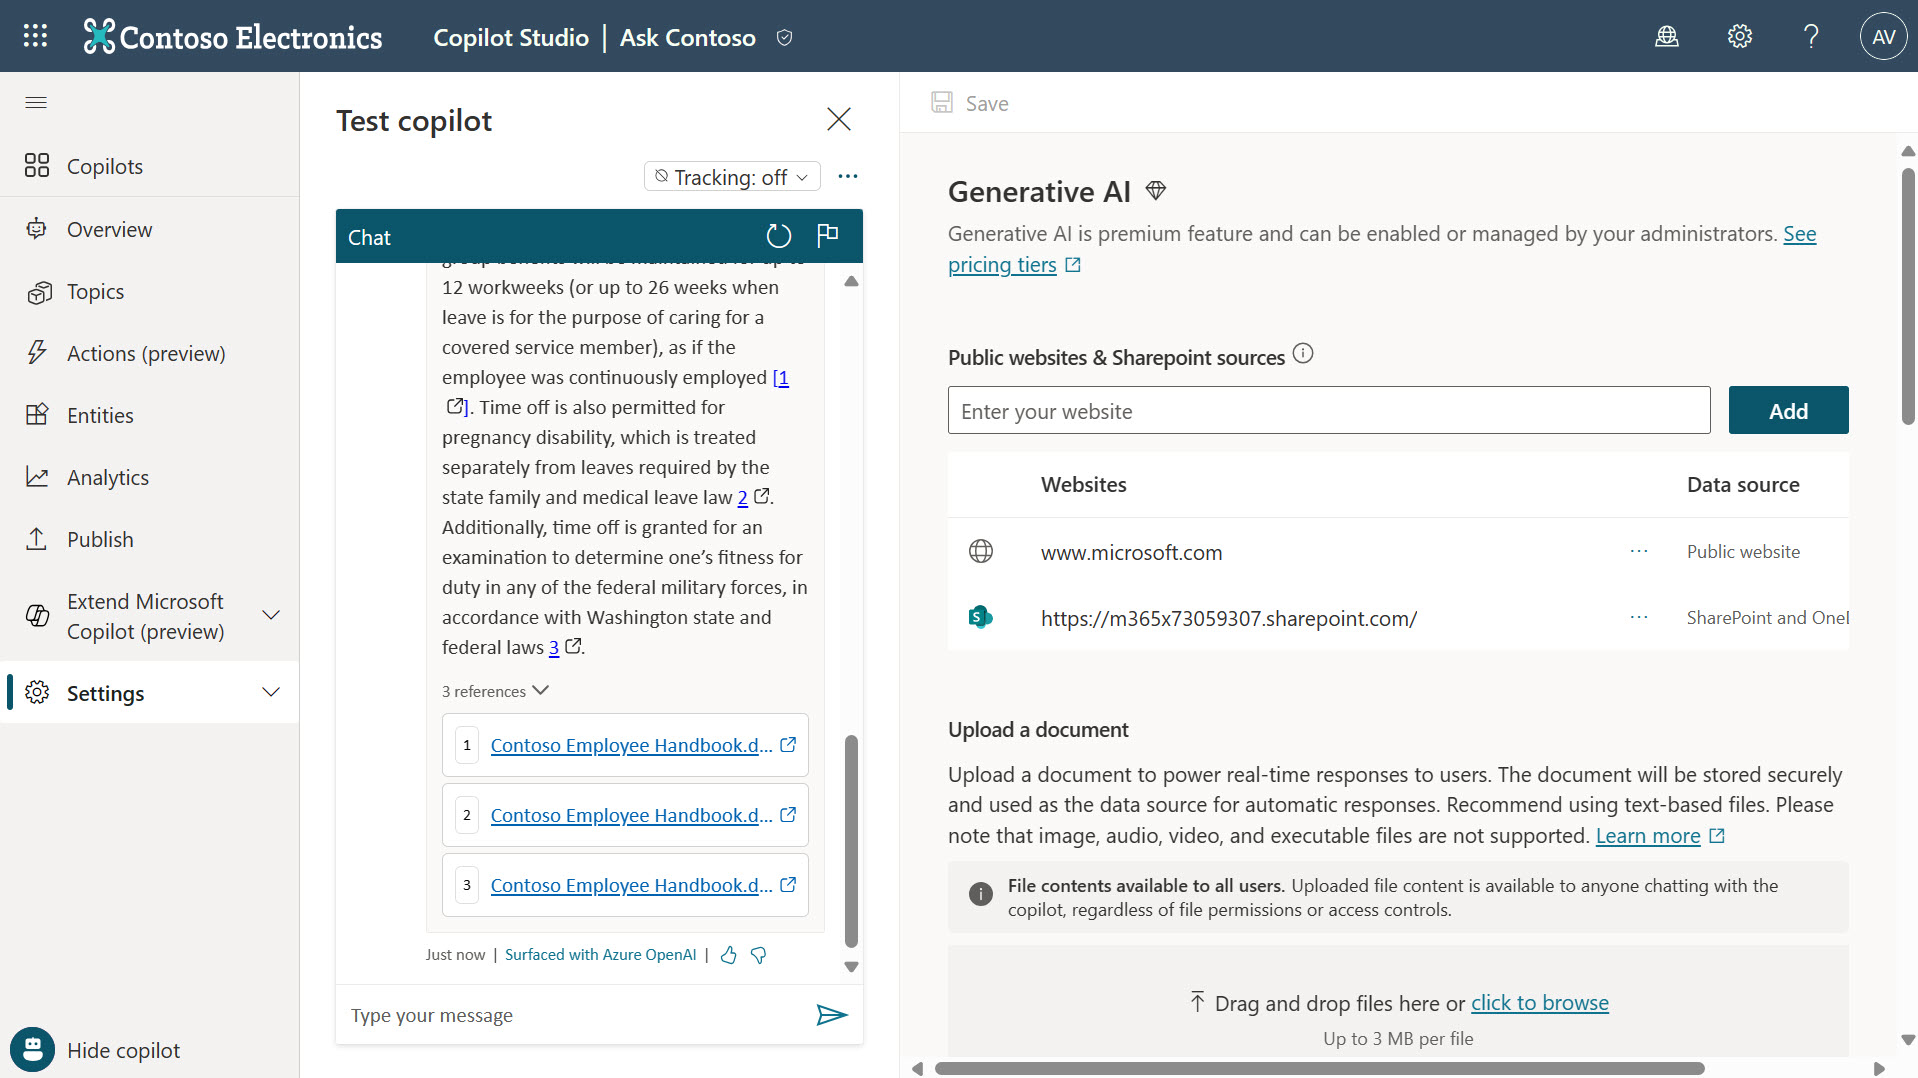 Contoso Electronics
Copilot Studio | Ask Contoso
AV
Copilots
Overview
Topics
Actions (preview)
Entities
Analytics
Publish
Extend Microsoft
Copilot (preview)
Settings
Hide copilot
Test copilot
Tracking: off
Chat
group benefits will be maintained for up to
12 workweeks (or up to 26 weeks when
leave is for the purpose of caring for a
covered service member), as if the
employee was continuously employed [1
]. Time off is also permitted for
pregnancy disability, which is treated
separately from leaves required by the
state family and medical leave law 2.
Additionally, time off is granted for an
examination to determine one’s fitness for
duty in any of the federal military forces, in
accordance with Washington state and
federal laws 3.
3 references
1 Contoso Employee Handbook.d...
2 Contoso Employee Handbook.d...
3 Contoso Employee Handbook.d...
Just now | Surfaced with Azure OpenAI |
Type your message
Save
Generative AI
Generative AI is premium feature and can be enabled or managed by your administrators. See
pricing tiers
Public websites & Sharepoint sources
Enter your website
Add
Websites Data source
www.microsoft.com ... Public website
https://m365x73059307.sharepoint.com/ ... SharePoint and One
Upload a document
Upload a document to power real-time responses to users. The document will be stored securely
and used as the data source for automatic responses. Recommend using text-based files. Please
note that image, audio, video, and executable files are not supported. Learn more
File contents available to all users. Uploaded file content is available to anyone chatting with the
copilot, regardless of file permissions or access controls.
Drag and drop files here or click to browse
Up to 3 MB per file